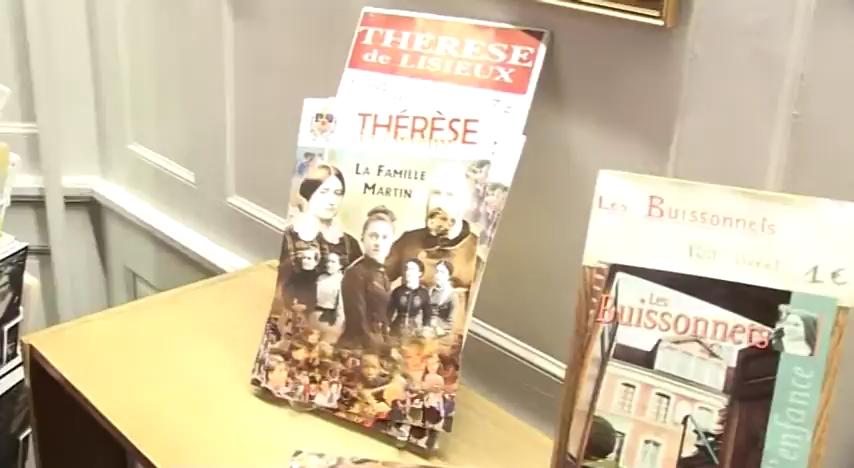 THÉRÈSE
de LISIEUX
THÉRÈSE
LA FAMILLE
MARTIN
Les Buissonnets
1€
Les
Buissonnets
l'enfance